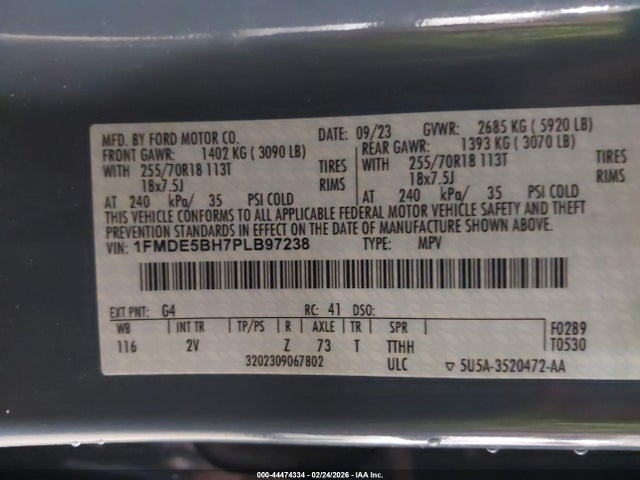 MFD. BY FORD MOTOR CO. DATE: 09/23 GVWR: 2685 KG ( 5920 LB)
FRONT GAWR: 1402 KG ( 3090 LB) REAR GAWR: 1393 KG ( 3070 LB)
WITH 255/70R18 113T TIRES WITH 255/70R18 113T TIRES
18x7.5J RIMS 18x7.5J RIMS
AT 240 kPa/ 35 PSI COLD AT 240 kPa/ 35 PSI COLD
THIS VEHICLE CONFORMS TO ALL APPLICABLE FEDERAL MOTOR VEHICLE SAFETY AND THEFT
PREVENTION STANDARDS IN EFFECT ON THE DATE OF MANUFACTURE SHOWN ABOVE.
VIN: 1FMDE5BH7PLB97238 TYPE: MPV
EXT PNT: G4 RC: 41 DSO:
WB INT TR TP/PS R AXLE TR SPR F0289
116 2V Z 73 T TTHH T0530
3202309067802 ULC ▽ 5U5A-3520472-AA
000-44474334 | 02/24/2026 | IAA Inc.